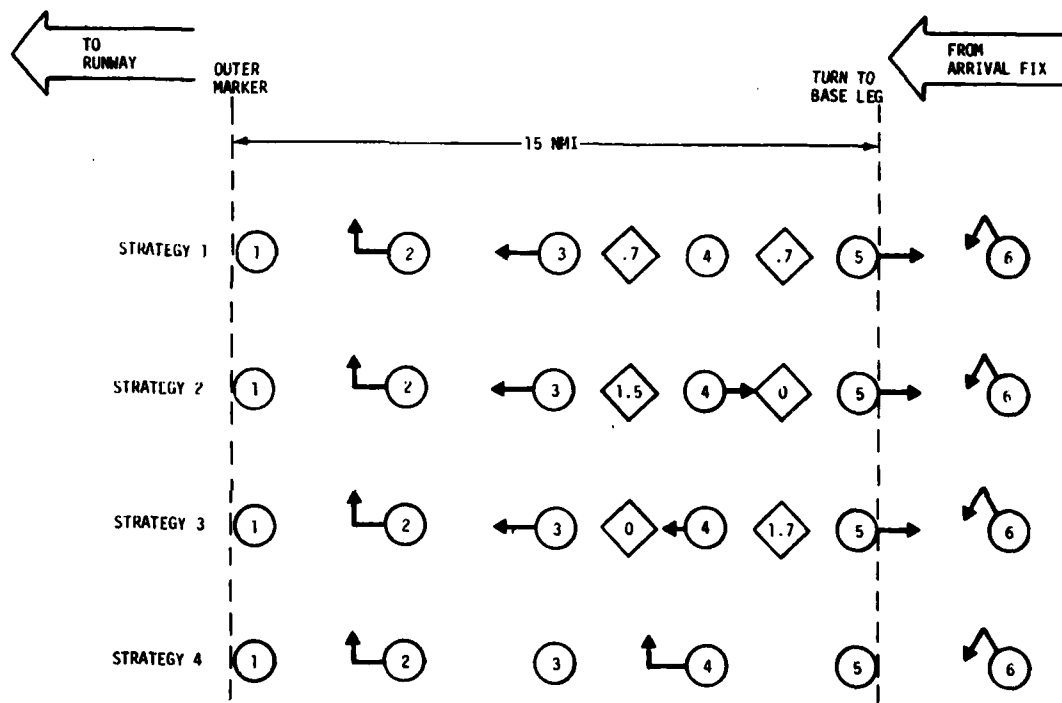 TO
RUNWAY
FROM
ARRIVAL FIX
OUTER
MARKER
TURN TO
BASE LEG
15 NMI
STRATEGY 1 1 2 3 .7 4 .7 5 6
STRATEGY 2 1 2 3 1.5 4 0 5 6
STRATEGY 3 1 2 3 0 4 1.7 5 6
STRATEGY 4 1 2 3 4 5 6